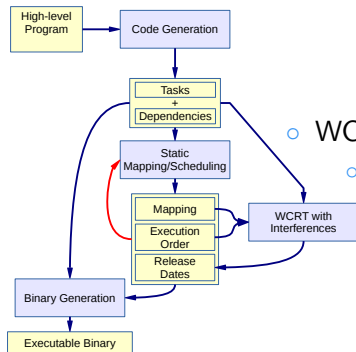 High-level
Program
Code Generation
Tasks
+
Dependencies
Static
Mapping/Scheduling
Mapping
Execution
Order
Release
Dates
WCRT with
Interferences
Binary Generation
Executable Binary